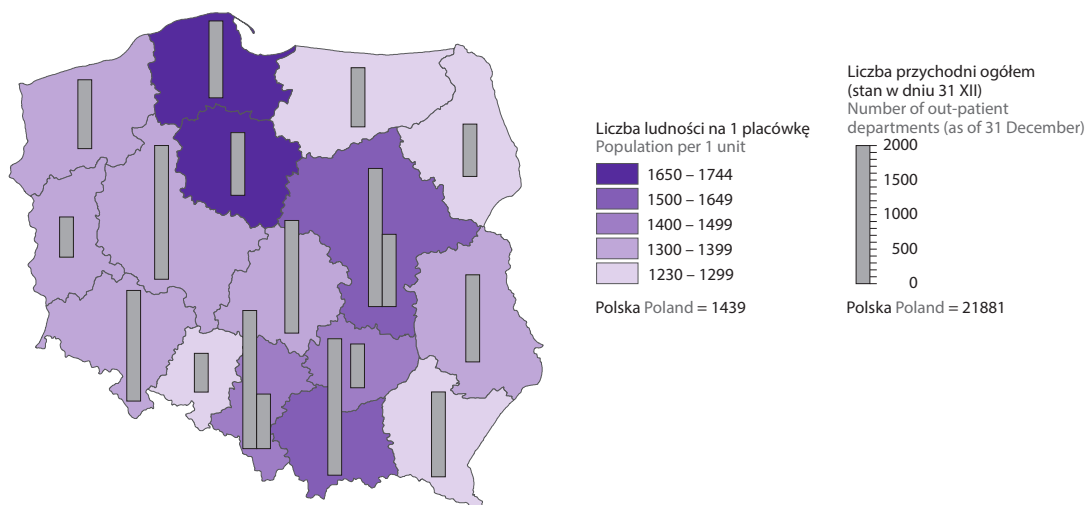 Liczba ludności na 1 placówkę
Population per 1 unit
1650 – 1744
1500 – 1649
1400 – 1499
1300 – 1399
1230 – 1299
Polska Poland = 1439
Liczba przychodni ogółem
(stan w dniu 31 XII)
Number of out-patient
departments (as of 31 December)
2000
1500
1000
500
0
Polska Poland = 21881